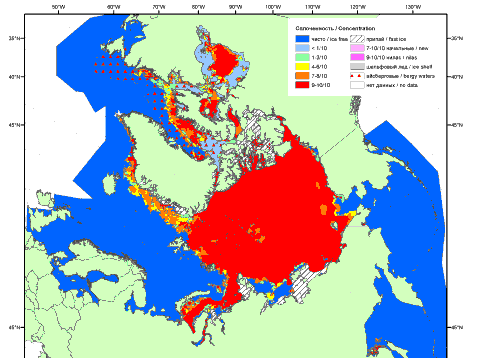 50°W 60°W 70°W 80°W 90°W 100°W 110°W 120°W 130°W
Сплоченность / Concentration
чисто / ice free
припай / fast ice
< 1/10
7-10/10 начальные / new
1-3/10
9-10/10 нилас / nilas
4-6/10
шельфовый лед / ice shelf
7-8/10
айсберговые / bergy waters
9-10/10
нет данных / no data
35°N
35°N
40°N
40°N
45°N
45°N
45°N
45°N